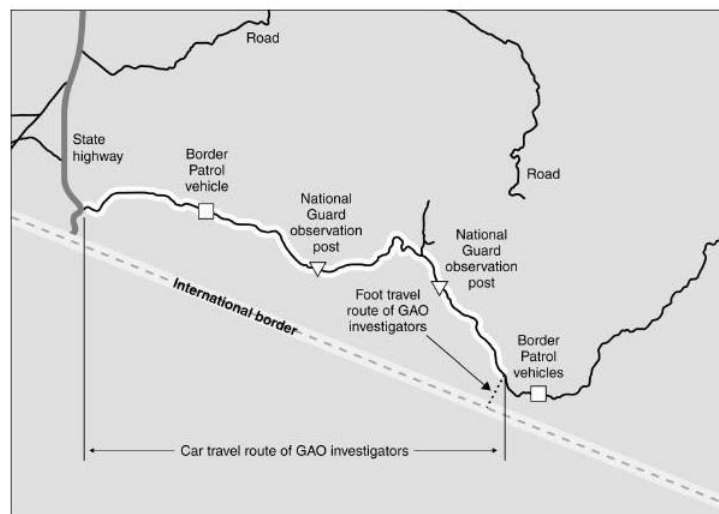 Road
State
highway
Border
Patrol
vehicle
Road
National
Guard
observation
post
National
Guard
observation
post
International border
Foot travel
route of GAO
investigators
Border
Patrol
vehicles
Car travel route of GAO investigators